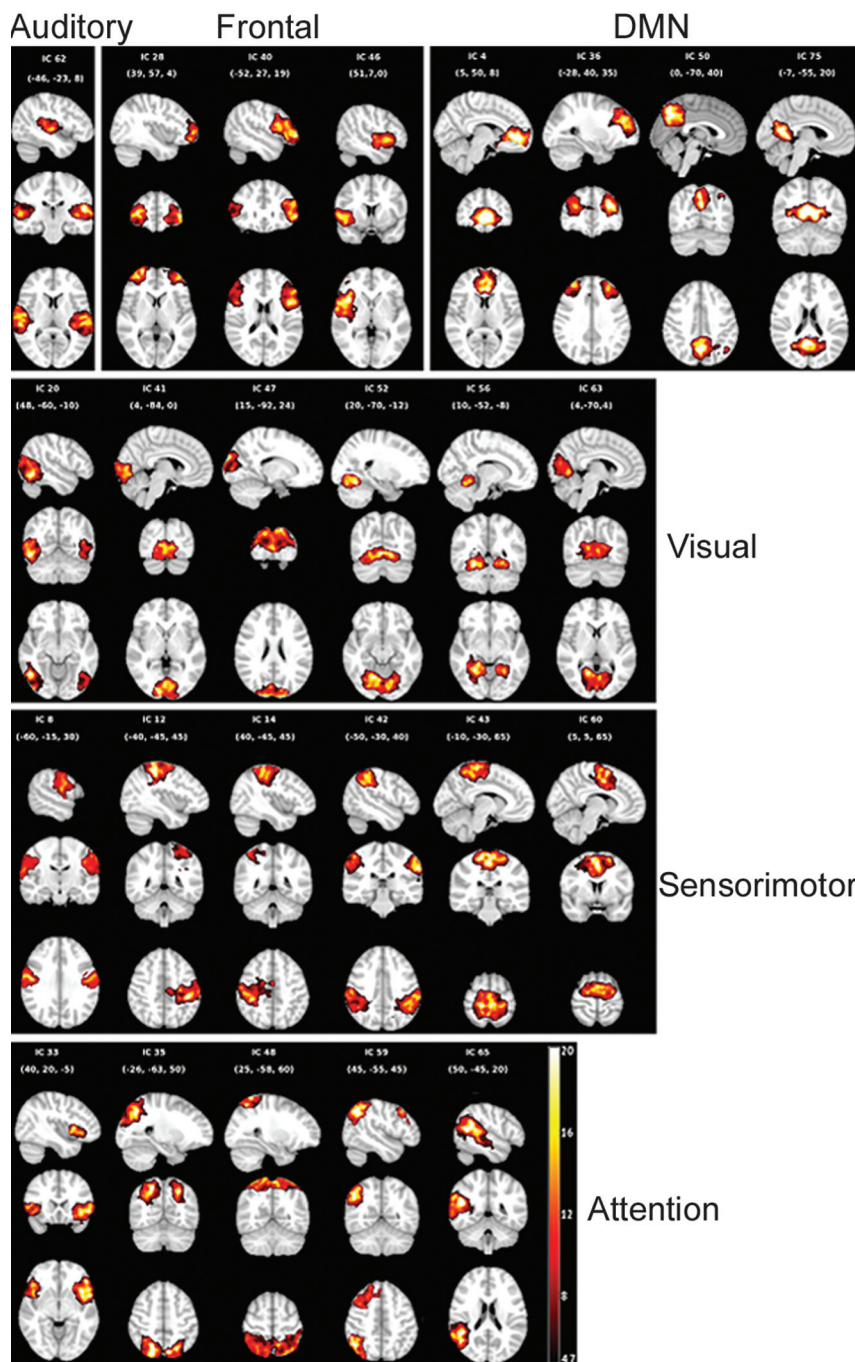 Auditory Frontal DMN
IC 62 IC 28 IC 40 IC 46 IC 4 IC 36 IC 50 IC 75
(-46, -23, 8) (39, 57, 4) (-52, 27, 19) (51,7,0) (5, 50, 8) (-28, 40, 35) (0, -70, 40) (-7, -55, 20)
IC 20 IC 41 IC 47 IC 52 IC 56 IC 63
(48, -60, -10) (4, -84, 0) (15, -92, 24) (20, -70, -12) (10, -52, -8) (4,-70,4)
Visual
IC 8 IC 12 IC 14 IC 42 IC 43 IC 60
(-60, -15, 30) (-40, -45, 45) (40, -45, 45) (-50, -30, 40) (-10, -30, 65) (5, 5, 65)
Sensorimotor
IC 33 IC 35 IC 48 IC 59 IC 65
(40, 20, -5) (-26, -63, 50) (25, -58, 60) (45, -55, 45) (50, -45, 20)
20
16
12
Attention
8